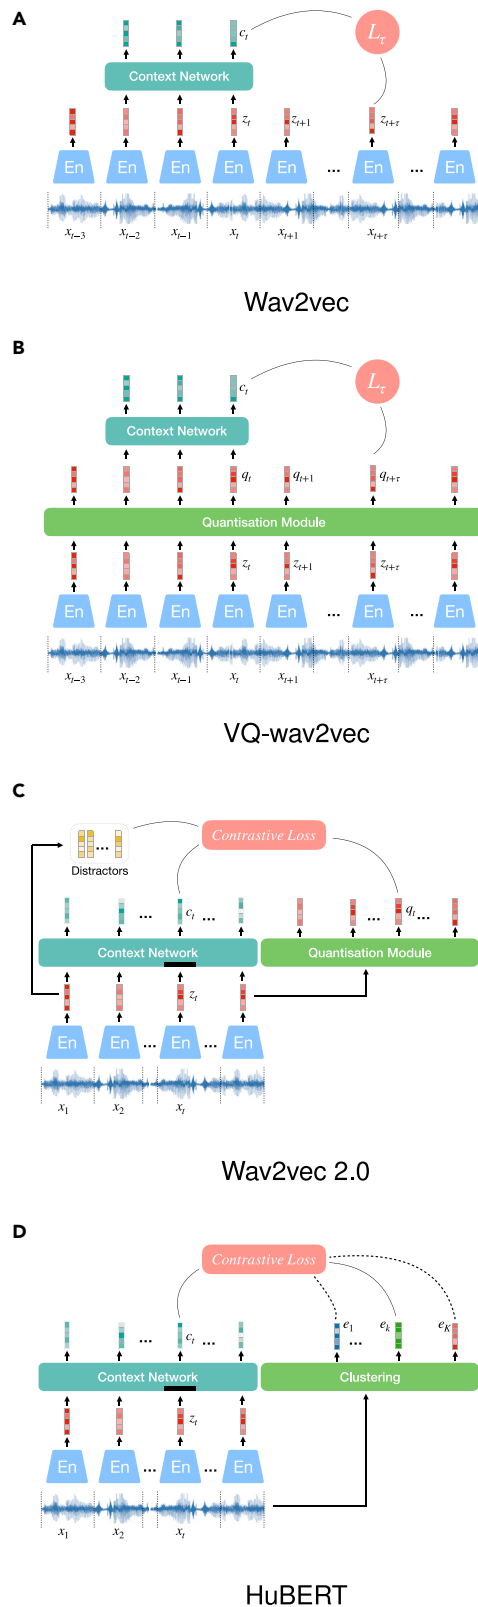 A
c_t
L_τ
Context Network
z_t z_{t+1} z_{t+τ}
En En En En En ... En ... En
x_{t−3} x_{t−2} x_{t−1} x_t x_{t+1} x_{t+τ}
Wav2vec
B
c_t
L_τ
Context Network
q_t q_{t+1} q_{t+τ}
Quantisation Module
z_t z_{t+1} z_{t+τ}
En En En En En ... En ... En
x_{t−3} x_{t−2} x_{t−1} x_t x_{t+1} x_{t+τ}
VQ-wav2vec
C
Contrastive Loss
...
Distractors
... c_t ... ... q_t ...
Context Network Quantisation Module
z_t
En En ... En ... En
x_1 x_2 x_t
Wav2vec 2.0
D
Contrastive Loss
... c_t ... e_1 ... e_k e_K
Context Network Clustering
z_t
En En ... En ... En
x_1 x_2 x_t
HuBERT